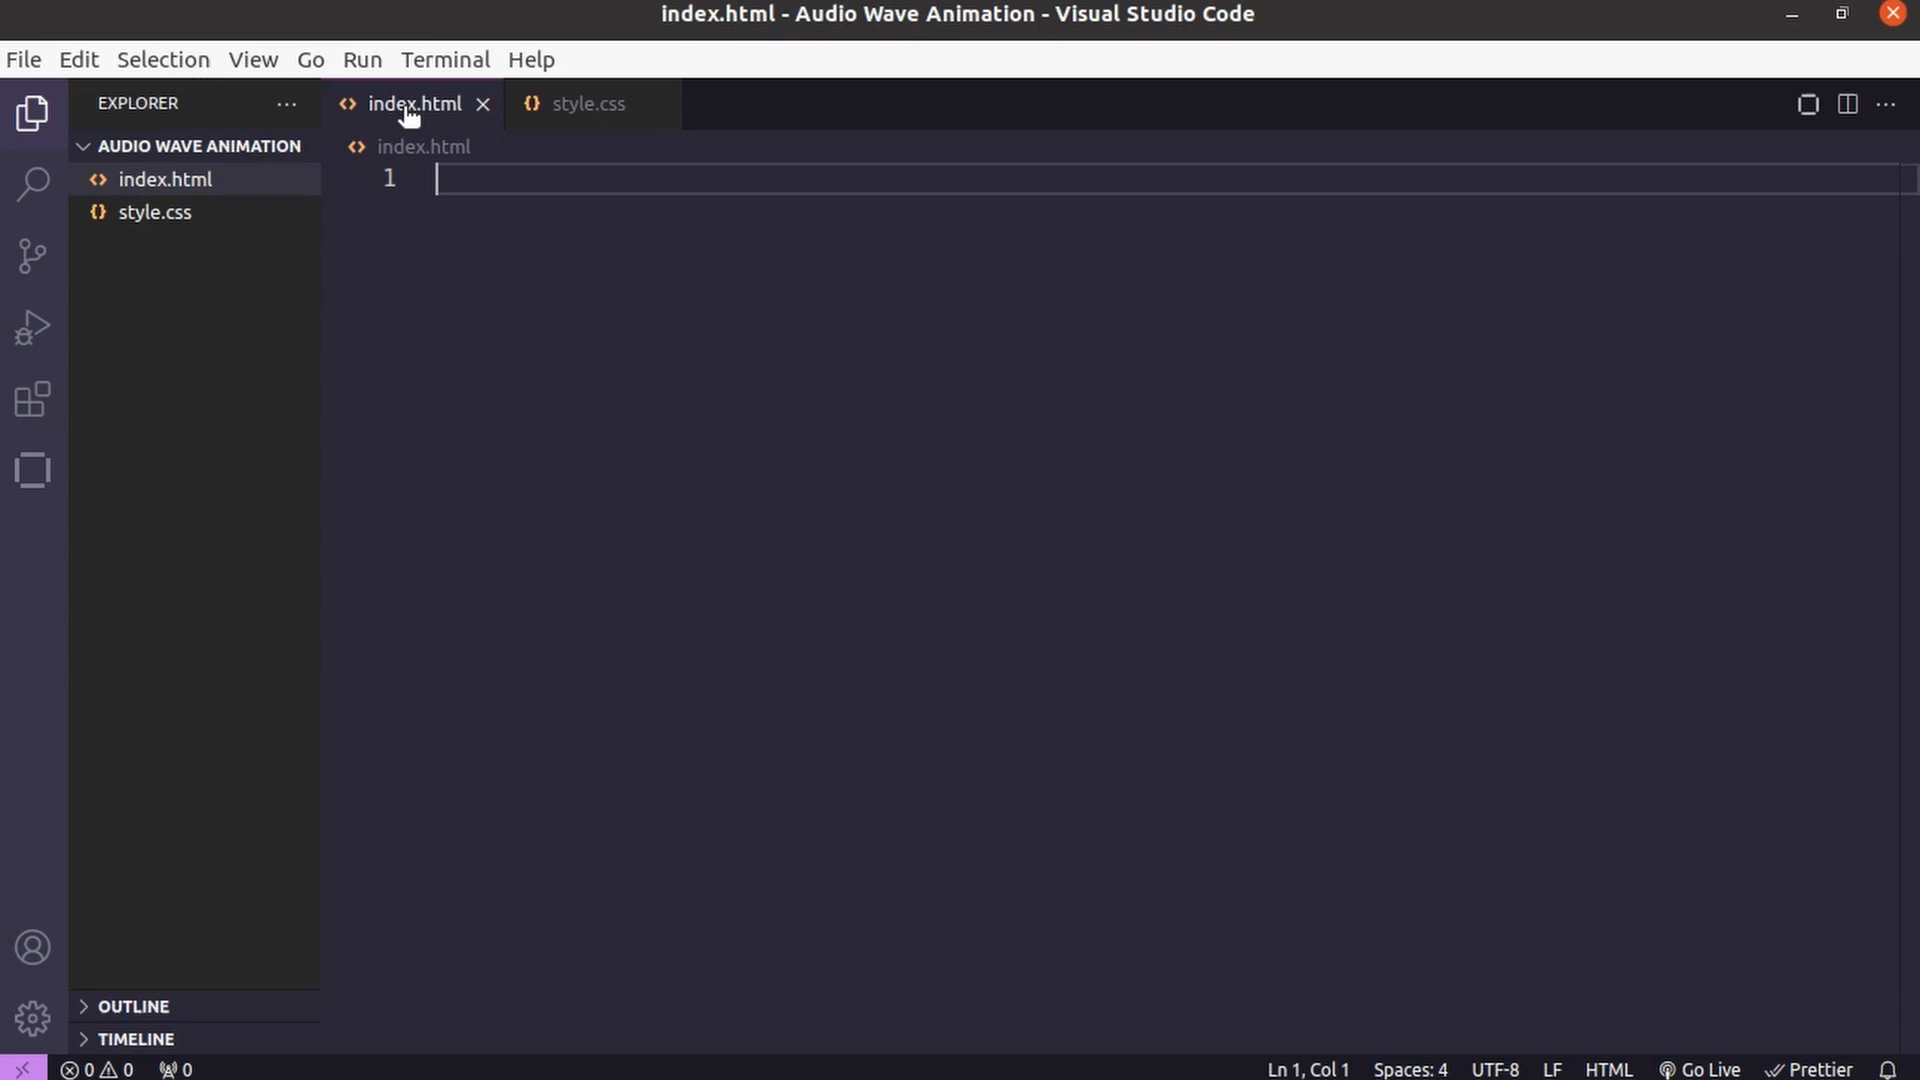 index.html - Audio Wave Animation - Visual Studio Code
File Edit Selection View Go Run Terminal Help
EXPLORER
index.html
style.css
AUDIO WAVE ANIMATION
index.html
index.html
style.css
1
OUTLINE
TIMELINE
0 0 0
Ln 1, Col 1 Spaces: 4 UTF-8 LF HTML Go Live Prettier